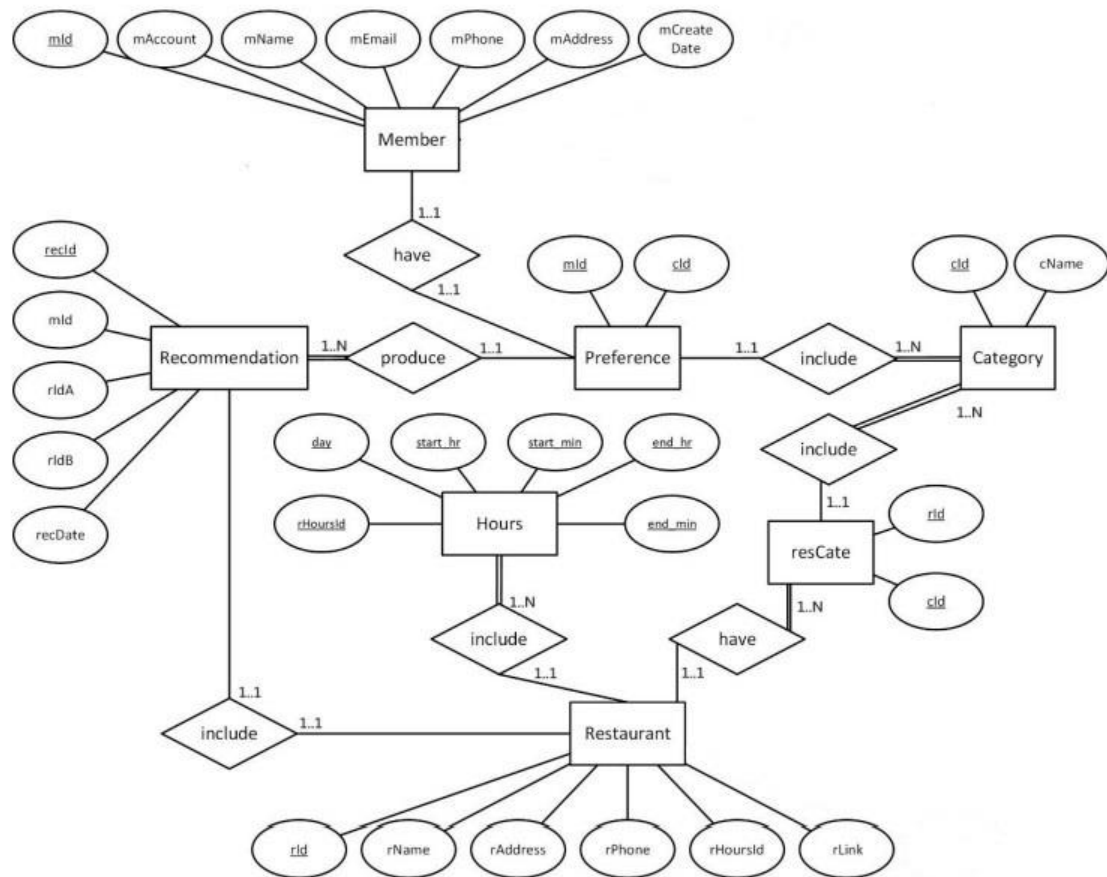 mId
mAccount
mName
mEmail
mPhone
mAddress
mCreate
Date
Member
1..1
have
1..1
recId
mId
rIdA
rIdB
recDate
Recommendation
1..N
produce
1..1
mId
cId
Preference
1..1
include
1..N
cId
cName
Category
1..N
include
1..1
rId
cId
resCate
1..N
have
1..1
day
start_hr
start_min
end_hr
rHoursId
Hours
end_min
1..N
include
1..1
1..1
include
1..1
Restaurant
rId
rName
rAddress
rPhone
rHoursId
rLink